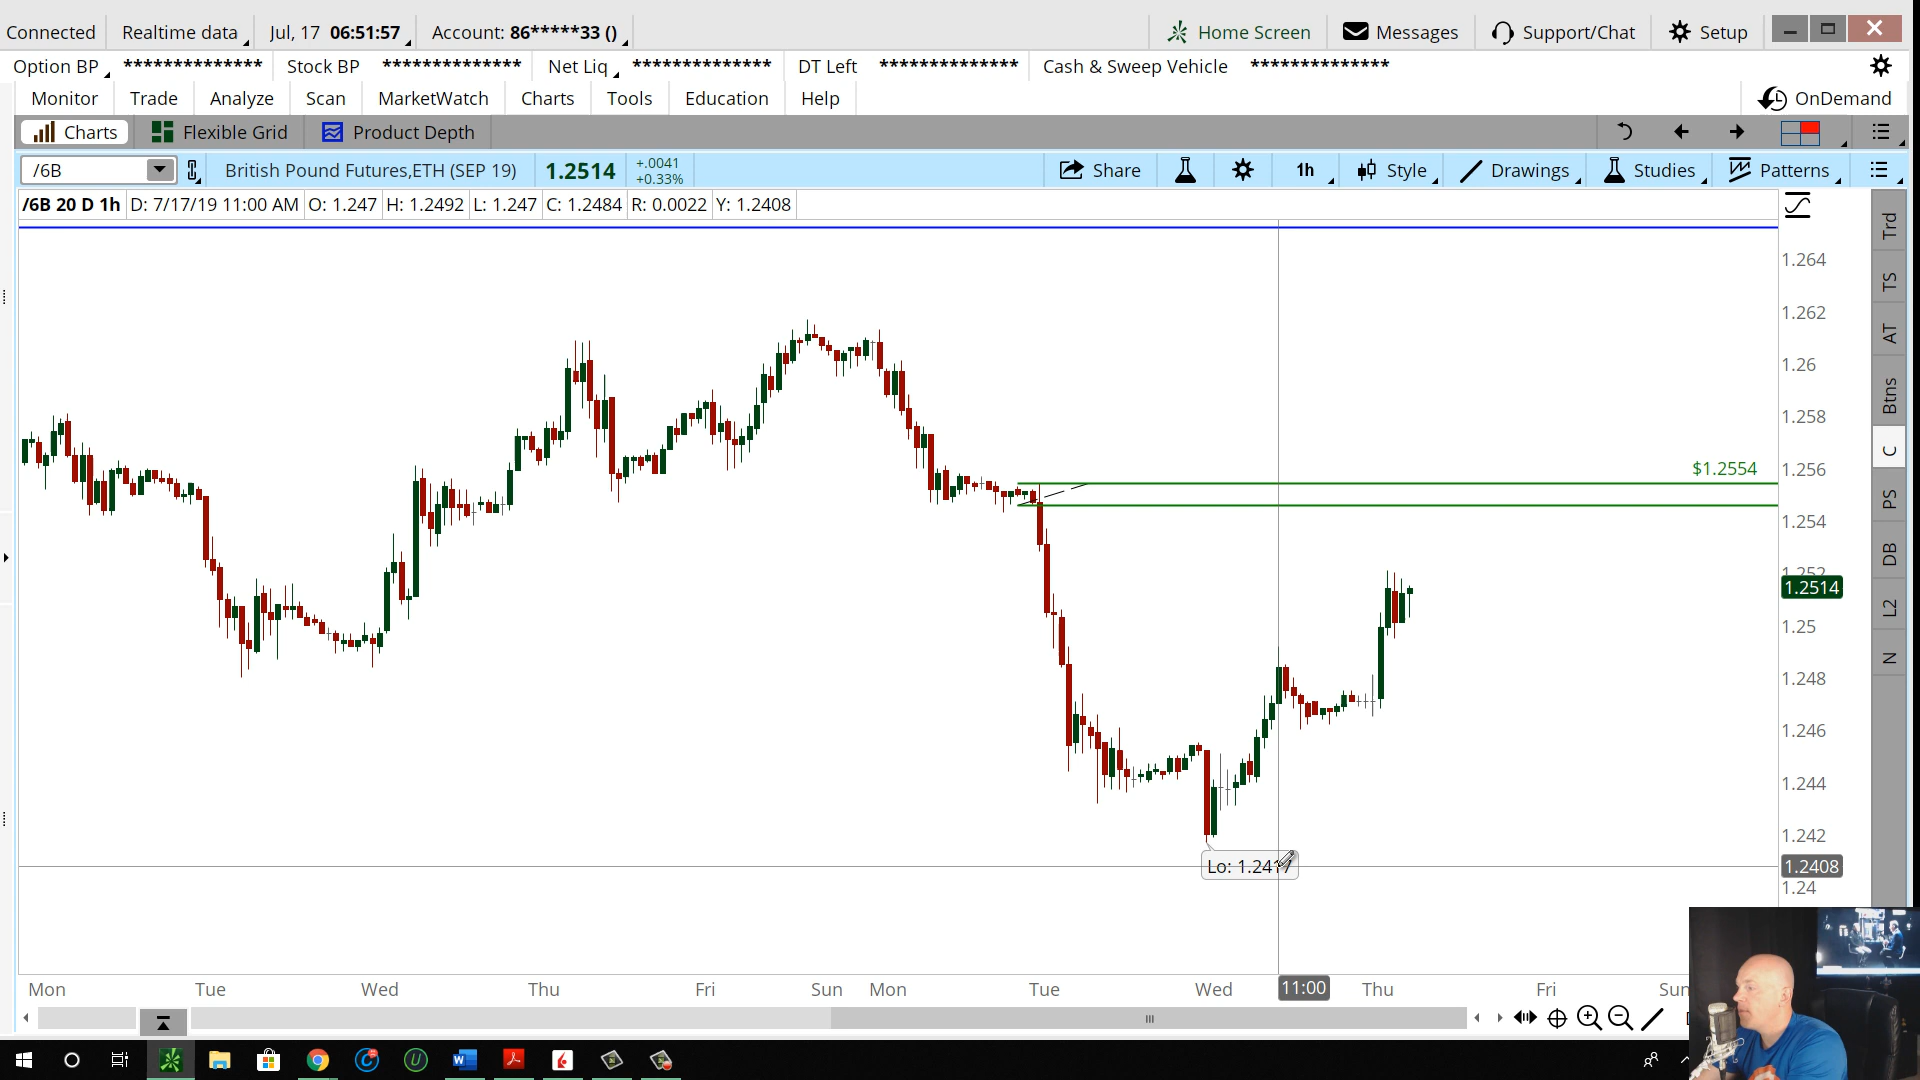 Connected Realtime data Jul, 17 06:51:57 Account: 86*****33 () Home Screen Messages Support/Chat Setup
Option BP ************** Stock BP ************** Net Liq ************** DT Left ************** Cash & Sweep Vehicle **************
Monitor Trade Analyze Scan MarketWatch Charts Tools Education Help OnDemand
Charts Flexible Grid Product Depth
/6B British Pound Futures,ETH (SEP 19) 1.2514 +.0041 +0.33% Share 1h Style Drawings Studies Patterns
/6B 20 D 1h D: 7/17/19 11:00 AM O: 1.247 H: 1.2492 L: 1.247 C: 1.2484 R: 0.0022 Y: 1.2408
1.264
1.262
1.26
1.258
$1.2554 1.256
1.254
1.252
1.2514
1.25
1.248
1.246
1.244
1.242
Lo: 1.2417 1.2408
1.24
Trd
TS
AT
Btns
C
PS
DB
L2
N
Mon Tue Wed Thu Fri Sun Mon Tue Wed 11:00 Thu Fri Sun